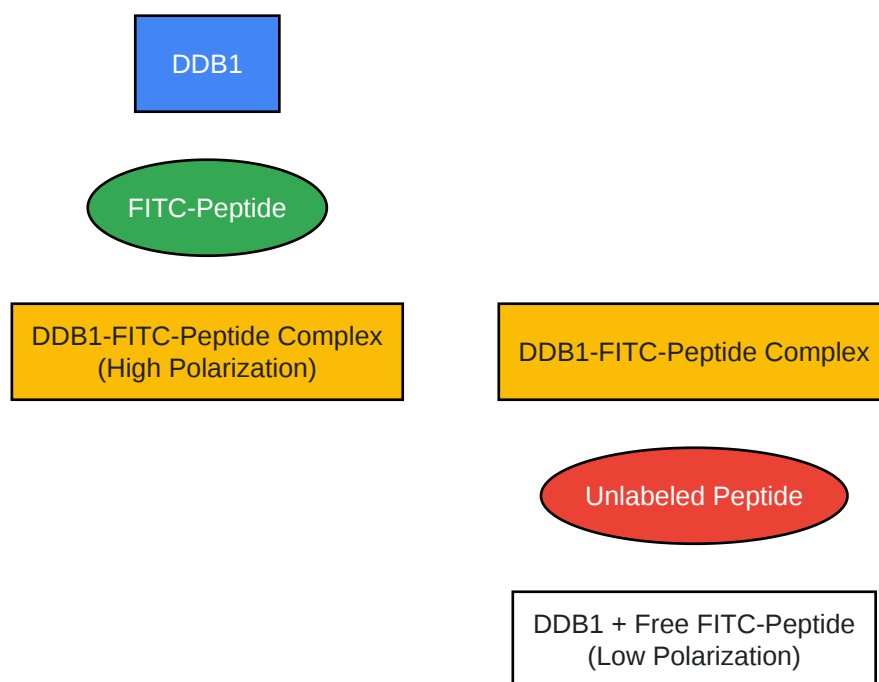 DDB1
FITC-Peptide
DDB1-FITC-Peptide Complex
(High Polarization)
DDB1-FITC-Peptide Complex
Unlabeled Peptide
DDB1 + Free FITC-Peptide
(Low Polarization)